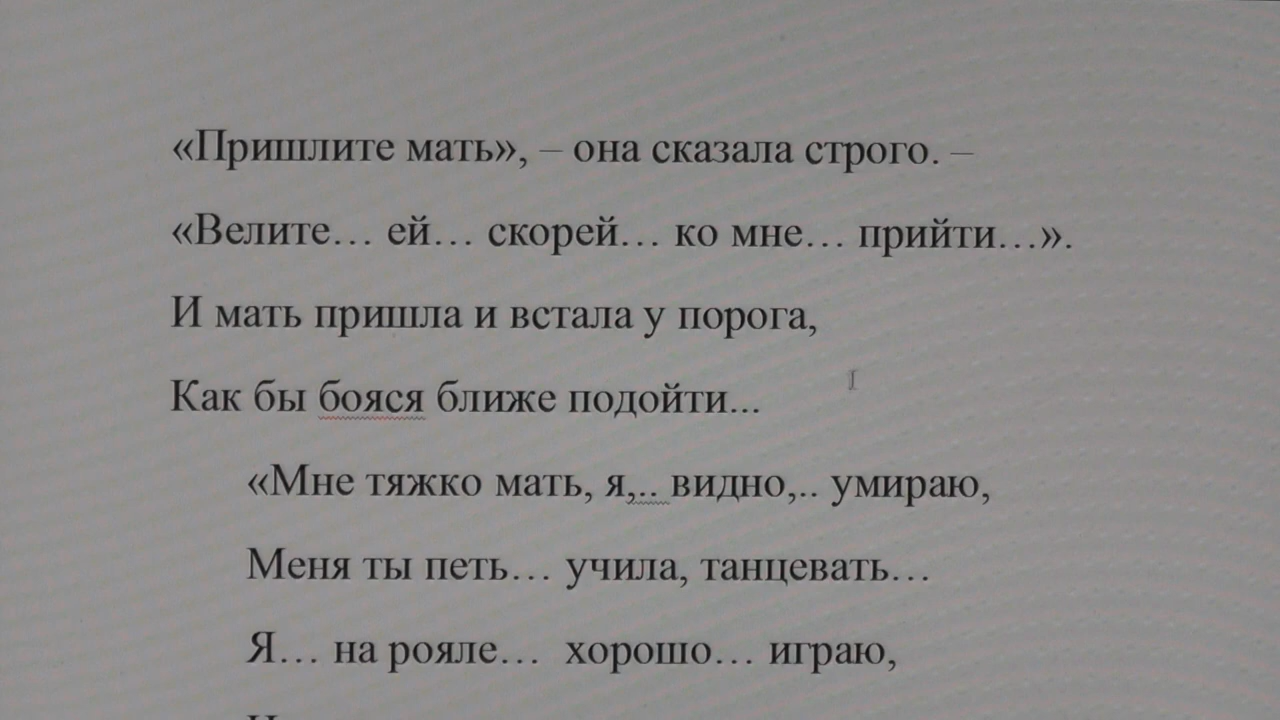 «Пришлите мать», – она сказала строго. –
«Велите… ей… скорей… ко мне… прийти…».
И мать пришла и встала у порога,
Как бы бояся ближе подойти...
«Мне тяжко мать, я,.. видно,.. умираю,
Меня ты петь… учила, танцевать…
Я… на рояле… хорошо… играю,